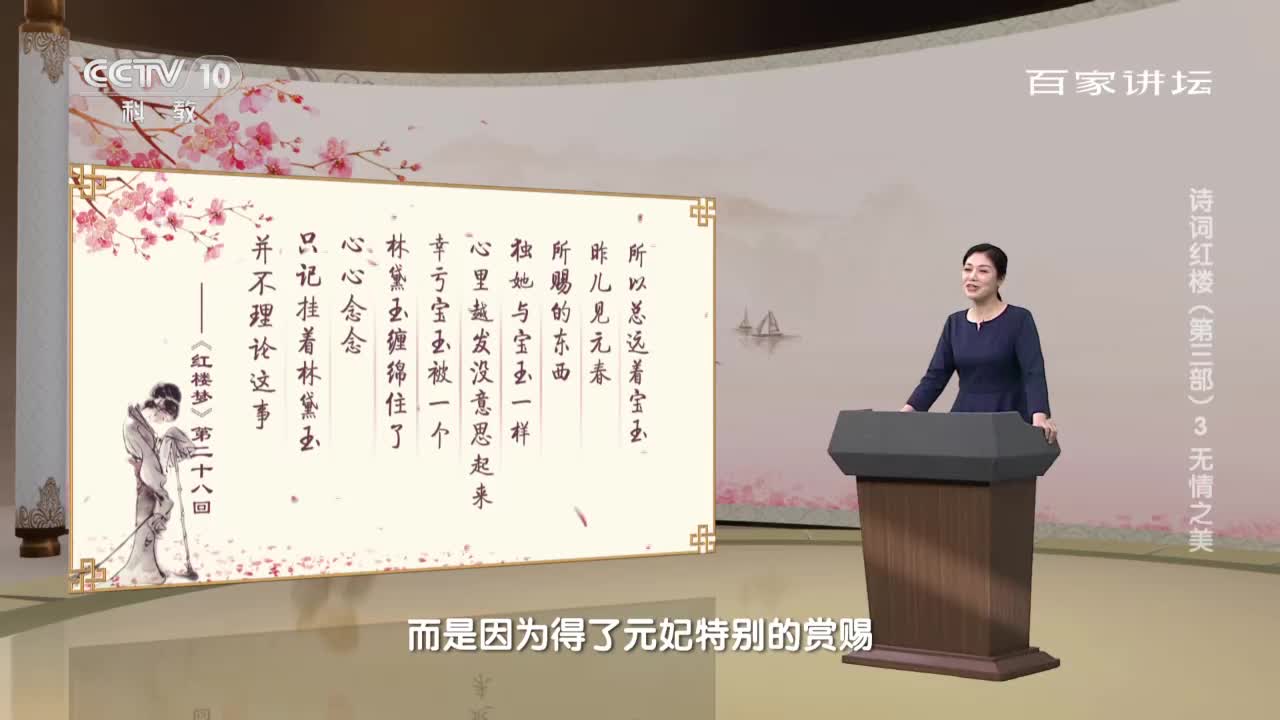 CCTV 10
科教
百家讲坛
所以总远着宝玉
昨儿见元春
所赐的东西
独她与宝玉一样
心里越发没意思起来
幸亏宝玉被一个
林黛玉缠绵住了
心心念念
只记挂着林黛玉
并不理论这事
——《红楼梦》第二十八回
诗词红楼（第三部）3 无情之美
而是因为得了元妃特别的赏赐